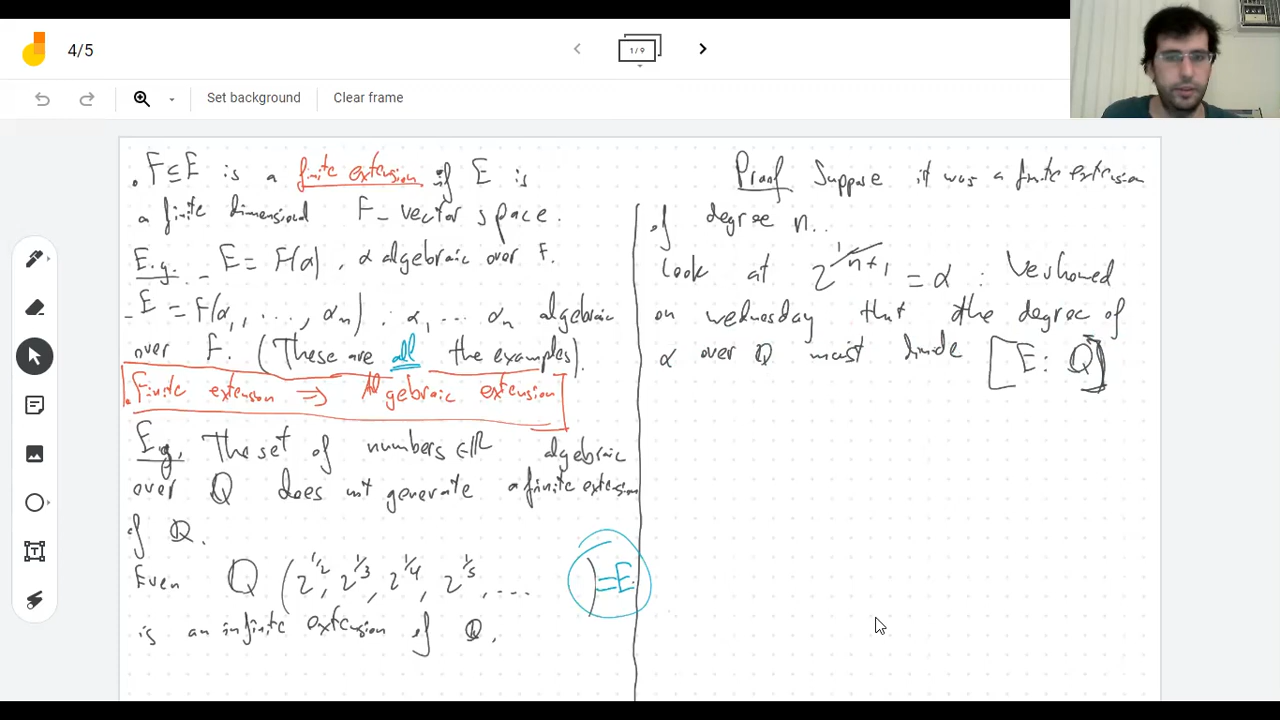 4/5
1/9
Set background
Clear frame
. F ⊆ E is a finite extension if E is
a finite dimensional F-vector space.
E.g. - E = F(α), α algebraic over F.
- E = F(α₁, ..., αₙ) : α₁, ... αₙ algebraic
over F. (These are all the examples).
. Finite extension ⇒ Algebraic extension
E.g. The set of numbers ∈ ℝ algebraic
over ℚ does not generate a finite extension
of ℚ.
Even ℚ (2^{1/2}, 2^{1/3}, 2^{1/4}, 2^{1/5}, ... ) = E
is an infinite extension of ℚ.
Proof Suppose it was a finite extension
of degree n..
Look at 2^{1/n+1} = α : We showed
on wednesday that the degree of
α over ℚ must divide [E : ℚ]